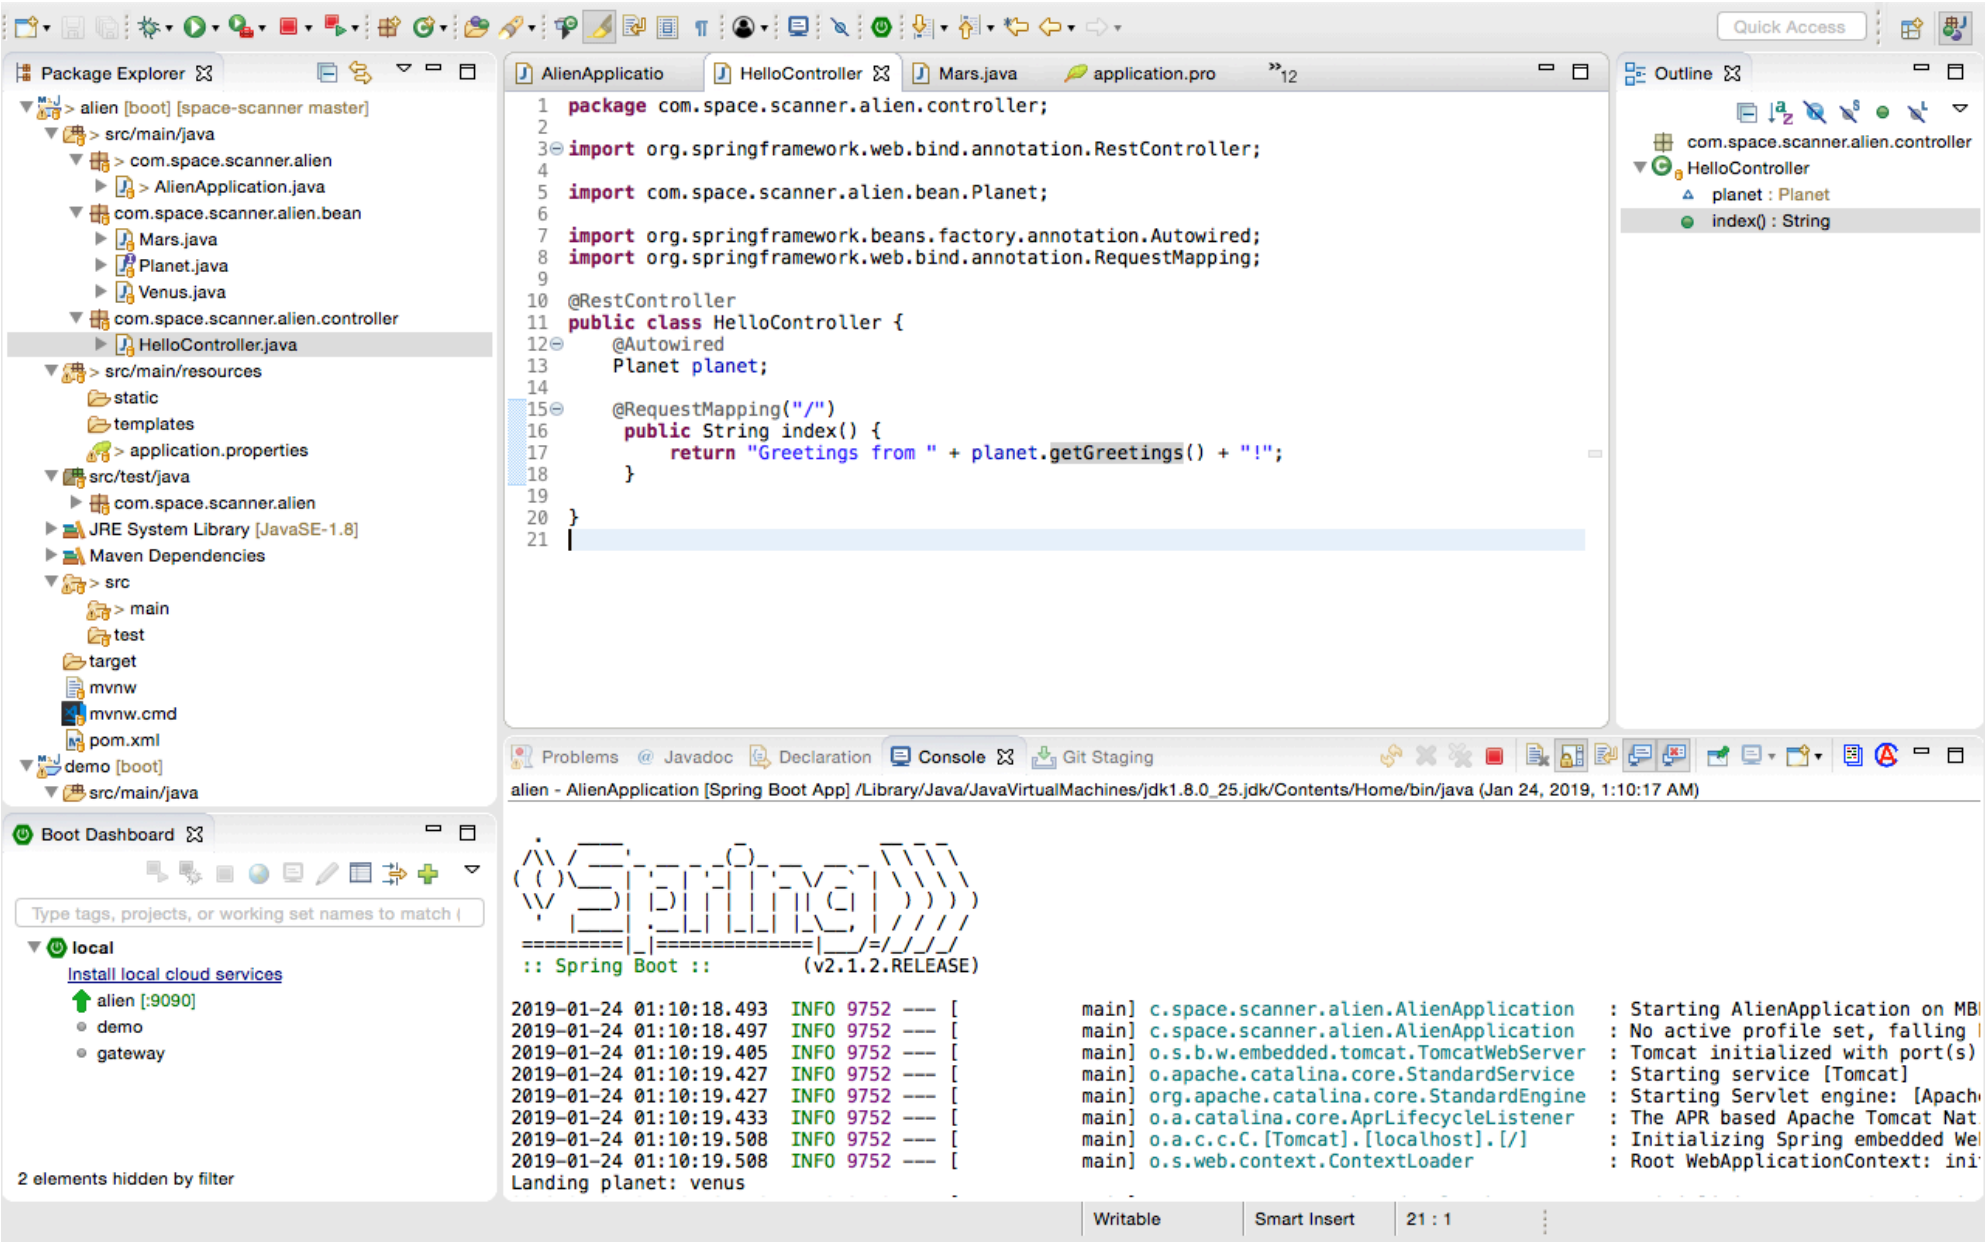 Quick Access
Package Explorer
alien [boot] [space-scanner master]
> src/main/java
> com.space.scanner.alien
> AlienApplication.java
com.space.scanner.alien.bean
Mars.java
Planet.java
Venus.java
com.space.scanner.alien.controller
HelloController.java
> src/main/resources
static
templates
> application.properties
src/test/java
com.space.scanner.alien
JRE System Library [JavaSE-1.8]
Maven Dependencies
> src
> main
test
target
mvnw
mvnw.cmd
pom.xml
demo [boot]
src/main/java
AlienApplicatio HelloController Mars.java application.pro »12
1 package com.space.scanner.alien.controller;
2
3 import org.springframework.web.bind.annotation.RestController;
4
5 import com.space.scanner.alien.bean.Planet;
6
7 import org.springframework.beans.factory.annotation.Autowired;
8 import org.springframework.web.bind.annotation.RequestMapping;
9
10 @RestController
11 public class HelloController {
12 @Autowired
13 Planet planet;
14
15 @RequestMapping("/")
16 public String index() {
17 return "Greetings from " + planet.getGreetings() + "!";
18 }
19
20 }
21
Outline
com.space.scanner.alien.controller
HelloController
planet : Planet
index() : String
Boot Dashboard
Type tags, projects, or working set names to match (
local
Install local cloud services
alien [:9090]
demo
gateway
2 elements hidden by filter
Problems @ Javadoc Declaration Console Git Staging
alien - AlienApplication [Spring Boot App] /Library/Java/JavaVirtualMachines/jdk1.8.0_25.jdk/Contents/Home/bin/java (Jan 24, 2019, 1:10:17 AM)
Spring
:: Spring Boot :: (v2.1.2.RELEASE)
2019-01-24 01:10:18.493 INFO 9752 --- [ main] c.space.scanner.alien.AlienApplication : Starting AlienApplication on MB
2019-01-24 01:10:18.497 INFO 9752 --- [ main] c.space.scanner.alien.AlienApplication : No active profile set, falling
2019-01-24 01:10:19.405 INFO 9752 --- [ main] o.s.b.w.embedded.tomcat.TomcatWebServer : Tomcat initialized with port(s)
2019-01-24 01:10:19.427 INFO 9752 --- [ main] o.apache.catalina.core.StandardService : Starting service [Tomcat]
2019-01-24 01:10:19.427 INFO 9752 --- [ main] org.apache.catalina.core.StandardEngine : Starting Servlet engine: [Apach
2019-01-24 01:10:19.433 INFO 9752 --- [ main] o.a.catalina.core.AprLifecycleListener : The APR based Apache Tomcat Nat
2019-01-24 01:10:19.508 INFO 9752 --- [ main] o.a.c.c.C.[Tomcat].[localhost].[/] : Initializing Spring embedded We
2019-01-24 01:10:19.508 INFO 9752 --- [ main] o.s.web.context.ContextLoader : Root WebApplicationContext: ini
Landing planet: venus
Writable Smart Insert 21 : 1